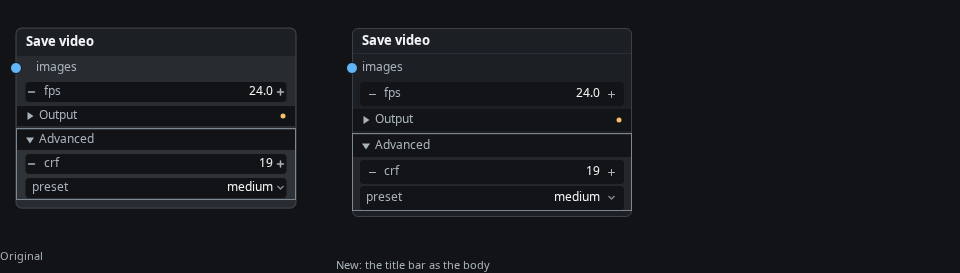 Save video
images
− fps 24.0 +
Output
Advanced
− crf 19 +
preset medium
Original
Save video
images
− fps 24.0 +
Output
Advanced
− crf 19 +
preset medium
New: the title bar as the body